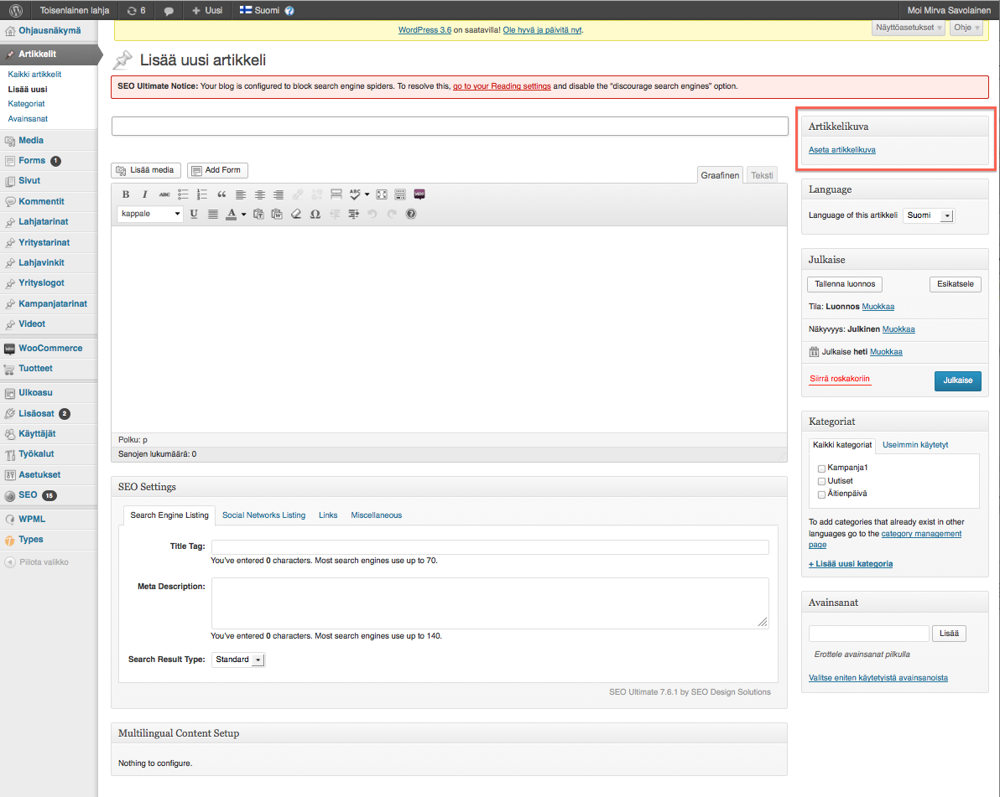 Toisenlainen lahja 6 Uusi Suomi Moi Mirva Savolainen
Ohjausnäkymä
Artikkelit
Kaikki artikkelit
Lisää uusi
Kategoriat
Avainsanat
Media
Forms 1
Sivut
Kommentit
Lahjatarinat
Yritystarinat
Lahjavinkit
Yrityslogot
Kampanjatarinat
Videot
WooCommerce
Tuotteet
Ulkoasu
Lisäosat 2
Käyttäjät
Työkalut
Asetukset
SEO 15
WPML
Types
Piilota valikko
WordPress 3.6 on saatavilla! Ole hyvä ja päivitä nyt.
Näyttöasetukset Ohje
Lisää uusi artikkeli
SEO Ultimate Notice: Your blog is configured to block search engine spiders. To resolve this, go to your Reading settings and disable the “discourage search engines” option.
Lisää media Add Form
Graafinen Teksti
B I ABC ABC
kappale U A
Polku: p
Sanojen lukumäärä: 0
SEO Settings
Search Engine Listing Social Networks Listing Links Miscellaneous
Title Tag:
You’ve entered 0 characters. Most search engines use up to 70.
Meta Description:
You’ve entered 0 characters. Most search engines use up to 140.
Search Result Type: Standard
SEO Ultimate 7.6.1 by SEO Design Solutions
Multilingual Content Setup
Nothing to configure.
Artikkelikuva
Aseta artikkelikuva
Language
Language of this artikkeli Suomi
Julkaise
Tallenna luonnos Esikatsele
Tila: Luonnos Muokkaa
Näkyvyys: Julkinen Muokkaa
Julkaise heti Muokkaa
Siirrä roskakoriin Julkaise
Kategoriat
Kaikki kategoriat Useimmin käytetyt
Kampanja1
Uutiset
Äitienpäivä
To add categories that already exist in other
languages go to the category management
page
+ Lisää uusi kategoria
Avainsanat
Lisää
Erottele avainsanat pilkulla
Valitse eniten käytetyistä avainsanoista